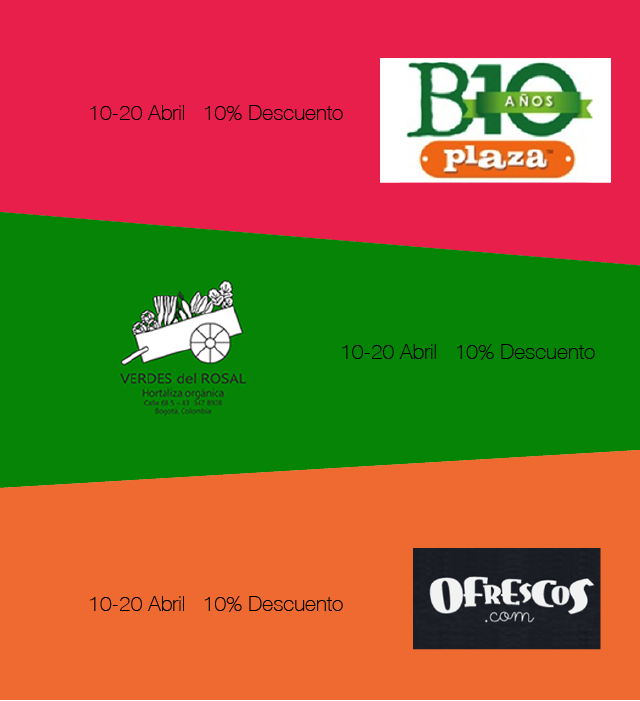 10-20 Abril 10% Descuento
B10
AÑOS
plaza™
VERDES del ROSAL
Hortaliza orgánica
Bogotá, Colombia
10-20 Abril 10% Descuento
10-20 Abril 10% Descuento
OFRESCOS
.com